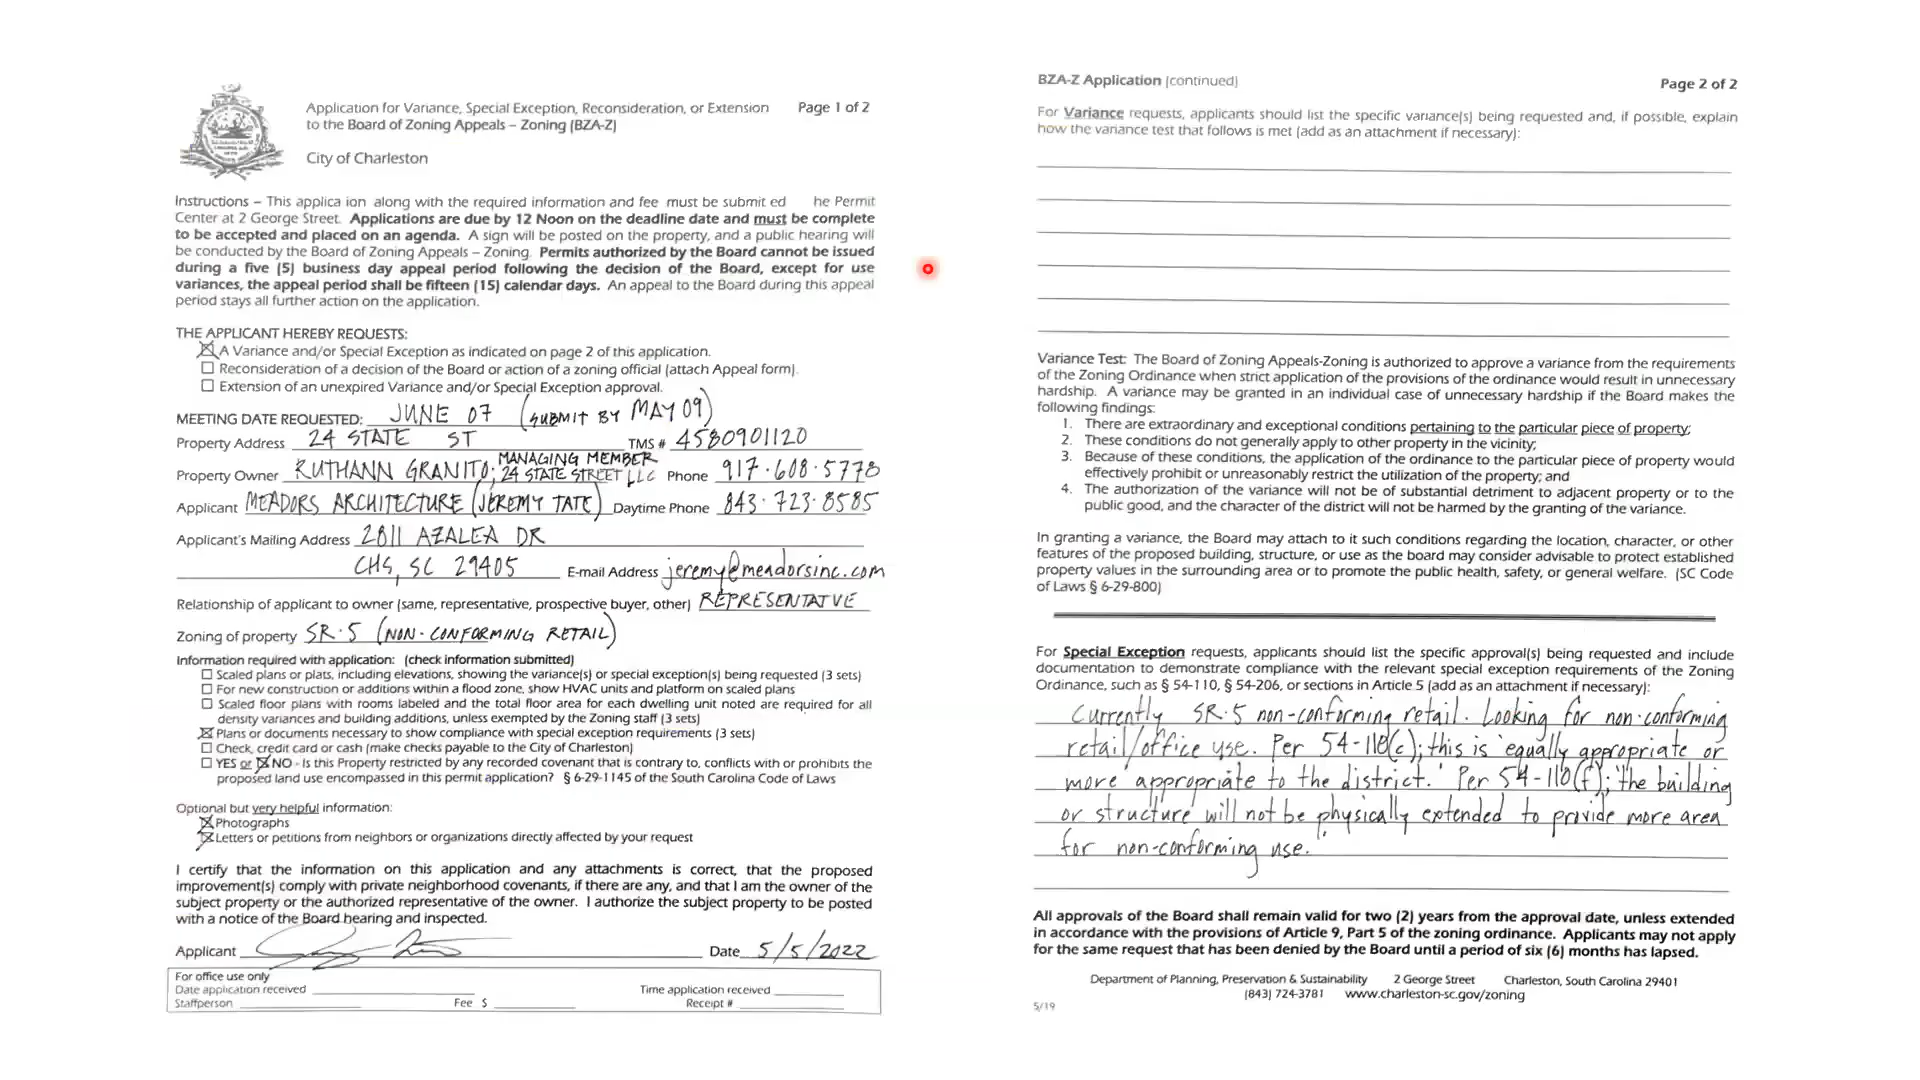 Application for Variance, Special Exception, Reconsideration, or Extension Page 1 of 2
to the Board of Zoning Appeals – Zoning (BZA-Z)
City of Charleston
Instructions – This applica ion along with the required information and fee must be submit ed he Permit
Center at 2 George Street. Applications are due by 12 Noon on the deadline date and must be complete
to be accepted and placed on an agenda. A sign will be posted on the property, and a public hearing will
be conducted by the Board of Zoning Appeals – Zoning. Permits authorized by the Board cannot be issued
during a five (5) business day appeal period following the decision of the Board, except for use
variances, the appeal period shall be fifteen (15) calendar days. An appeal to the Board during this appeal
period stays all further action on the application.
THE APPLICANT HEREBY REQUESTS:
A Variance and/or Special Exception as indicated on page 2 of this application.
Reconsideration of a decision of the Board or action of a zoning official (attach Appeal form).
Extension of an unexpired Variance and/or Special Exception approval.
MEETING DATE REQUESTED: JUNE 07 (SUBMIT BY MAY 09)
Property Address 24 STATE ST TMS # 4580901120
Property Owner RUTHANN GRANITO; MANAGING MEMBER 24 STATE STREET LLC Phone 917·608·5778
Applicant MEADORS ARCHITECTURE (JEREMY TATE) Daytime Phone 843·723·8585
Applicant's Mailing Address 2811 AZALEA DR
CHS, SC 29405 E-mail Address jeremy@meadorsinc.com
Relationship of applicant to owner (same, representative, prospective buyer, other) REPRESENTATVE
Zoning of property SR·5 (NON-CONFORMING RETAIL)
Information required with application: (check information submitted)
Scaled plans or plats, including elevations, showing the variance(s) or special exception(s) being requested (3 sets)
For new construction or additions within a flood zone, show HVAC units and platform on scaled plans
Scaled floor plans with rooms labeled and the total floor area for each dwelling unit noted are required for all
density variances and building additions, unless exempted by the Zoning staff (3 sets)
Plans or documents necessary to show compliance with special exception requirements (3 sets)
Check, credit card or cash (make checks payable to the City of Charleston)
YES or NO - Is this Property restricted by any recorded covenant that is contrary to, conflicts with or prohibits the
proposed land use encompassed in this permit application? § 6-29-1145 of the South Carolina Code of Laws
Optional but very helpful information:
Photographs
Letters or petitions from neighbors or organizations directly affected by your request
I certify that the information on this application and any attachments is correct, that the proposed
improvement(s) comply with private neighborhood covenants, if there are any, and that I am the owner of the
subject property or the authorized representative of the owner. I authorize the subject property to be posted
with a notice of the Board hearing and inspected.
Applicant Date 5/5/2022
For office use only
Date application received Time application received
Staffperson Fee $ Receipt #
BZA-Z Application (continued) Page 2 of 2
For Variance requests, applicants should list the specific variance(s) being requested and, if possible, explain
how the variance test that follows is met (add as an attachment if necessary):
Variance Test: The Board of Zoning Appeals-Zoning is authorized to approve a variance from the requirements
of the Zoning Ordinance when strict application of the provisions of the ordinance would result in unnecessary
hardship. A variance may be granted in an individual case of unnecessary hardship if the Board makes the
following findings:
1. There are extraordinary and exceptional conditions pertaining to the particular piece of property;
2. These conditions do not generally apply to other property in the vicinity;
3. Because of these conditions, the application of the ordinance to the particular piece of property would
effectively prohibit or unreasonably restrict the utilization of the property; and
4. The authorization of the variance will not be of substantial detriment to adjacent property or to the
public good, and the character of the district will not be harmed by the granting of the variance.
In granting a variance, the Board may attach to it such conditions regarding the location, character, or other
features of the proposed building, structure, or use as the board may consider advisable to protect established
property values in the surrounding area or to promote the public health, safety, or general welfare. (SC Code
of Laws § 6-29-800)
For Special Exception requests, applicants should list the specific approval(s) being requested and include
documentation to demonstrate compliance with the relevant special exception requirements of the Zoning
Ordinance, such as § 54-110, § 54-206, or sections in Article 5 (add as an attachment if necessary):
Currently SR·5 non-conforming retail. Looking for non-conforming
retail/office use. Per 54-110(c); this is 'equally appropriate or
more appropriate to the district.' Per 54-110(f); 'the building
or structure will not be physically extended to provide more area
for non-conforming use.'
All approvals of the Board shall remain valid for two (2) years from the approval date, unless extended
in accordance with the provisions of Article 9, Part 5 of the zoning ordinance. Applicants may not apply
for the same request that has been denied by the Board until a period of six (6) months has lapsed.
Department of Planning, Preservation & Sustainability 2 George Street Charleston, South Carolina 29401
(843) 724-3781 www.charleston-sc.gov/zoning
5/19